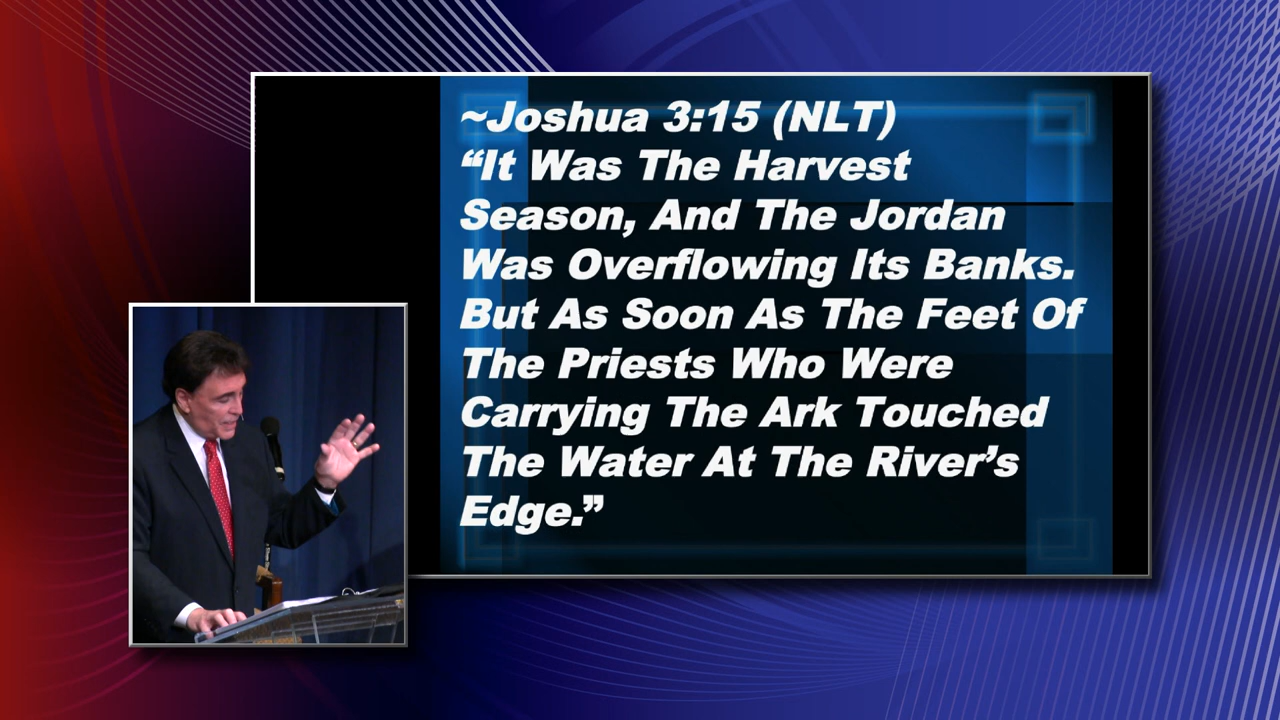 ~Joshua 3:15 (NLT)
“It Was The Harvest
Season, And The Jordan
Was Overflowing Its Banks.
But As Soon As The Feet Of
The Priests Who Were
Carrying The Ark Touched
The Water At The River’s
Edge.”